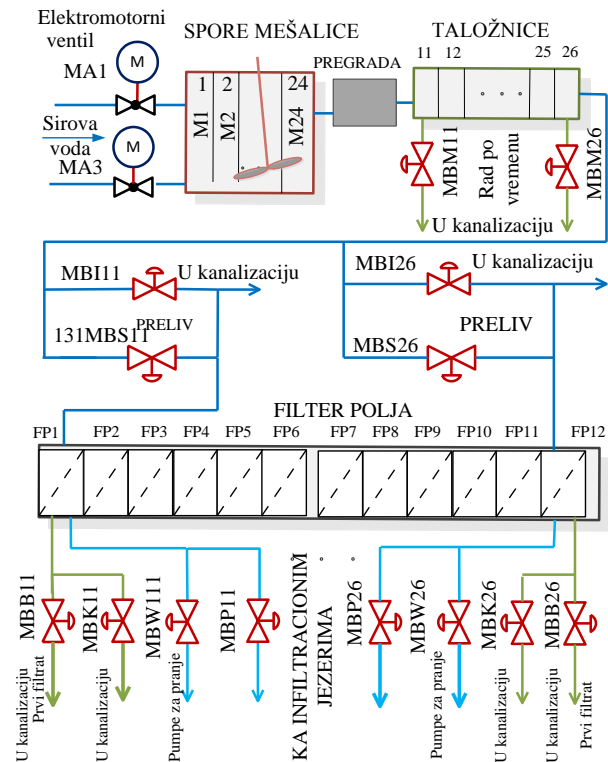 Elektromotorni
ventil
MA1
M
SPORE MEŠALICE
1 2 24
M1 M2 M24
PREGRADA
TALOŽNICE
11 12 25 26
Sirova
voda
MA3
M
MBM11
Rad po
vremenu
MBM26
U kanalizaciju
MBI11
U kanalizaciju
MBI26
U kanalizaciju
131MBS11
PRELIV
MBS26
PRELIV
FILTER POLJA
FP1 FP2 FP3 FP4 FP5 FP6 FP7 FP8 FP9 FP10 FP11 FP12
MBB11
MBK11
MBW111
MBP11
KA INFILTRACIONIM
JEZERIMA
MBP26
MBW26
MBK26
MBB26
U kanalizaciju
Prvi filtrat
U kanalizaciju
Pumpe za pranje
Pumpe za pranje
U kanalizaciju
U kanalizaciju
Prvi filtrat